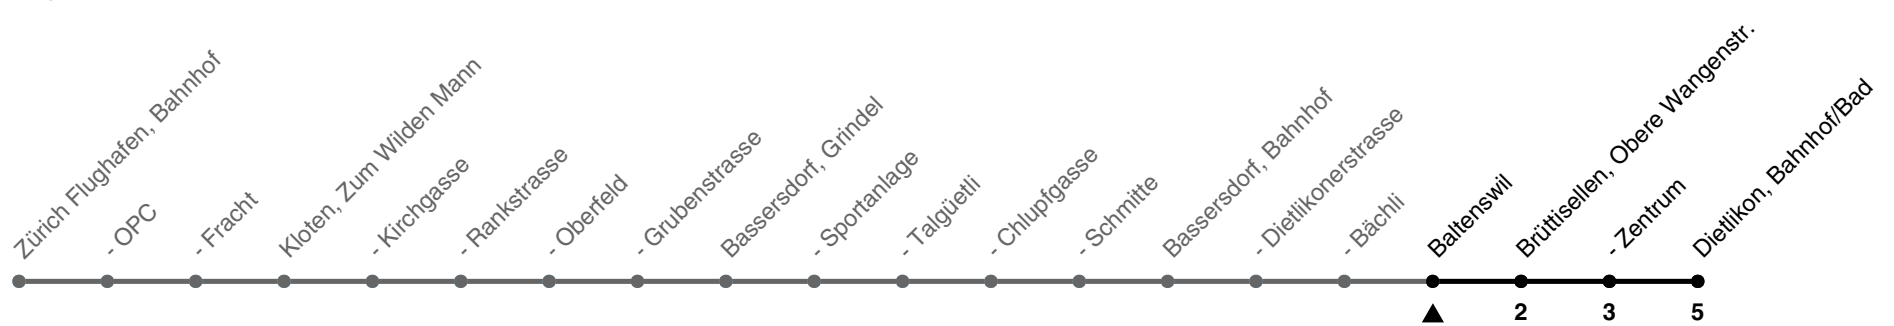 Zürich Flughafen, Bahnhof
- OPC
- Fracht
Kloten, Zum Wilden Mann
- Kirchgasse
- Rankstrasse
- Oberfeld
- Grubenstrasse
Bassersdorf, Grindel
- Sportanlage
- Talgüetli
- Chlupfgasse
- Schmitte
Bassersdorf, Bahnhof
- Dietlikonerstrasse
- Bächli
Baltenswil
Brüttisellen, Obere Wangenstr.
- Zentrum
Dietlikon, Bahnhof/Bad
2 3 5